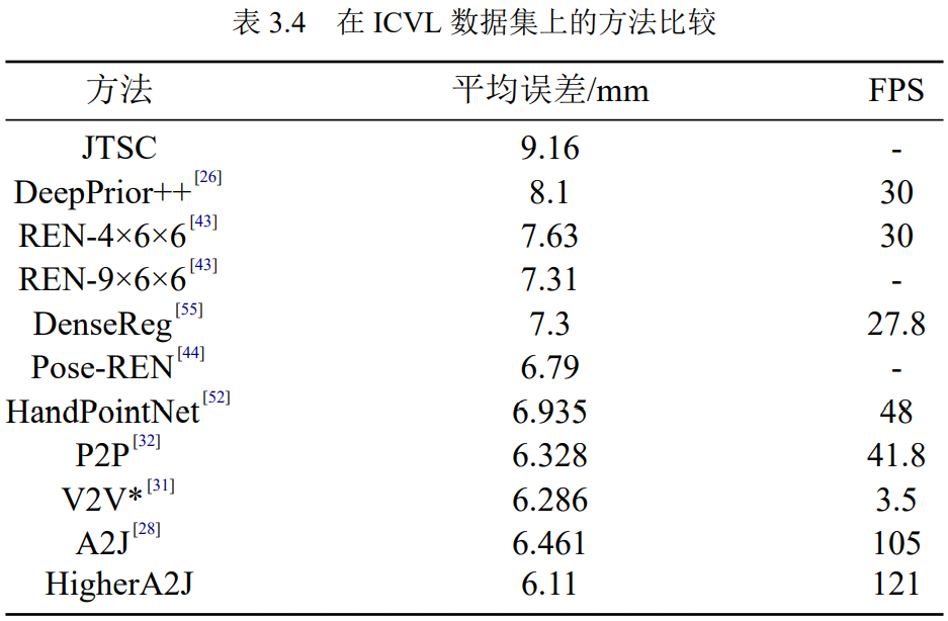 表 3.4 在 ICVL 数据集上的方法比较
方法 平均误差/mm FPS
JTSC 9.16 -
DeepPrior++[26] 8.1 30
REN-4×6×6[43] 7.63 30
REN-9×6×6[43] 7.31 -
DenseReg[55] 7.3 27.8
Pose-REN[44] 6.79 -
HandPointNet[52] 6.935 48
P2P[32] 6.328 41.8
V2V*[31] 6.286 3.5
A2J[28] 6.461 105
HigherA2J 6.11 121